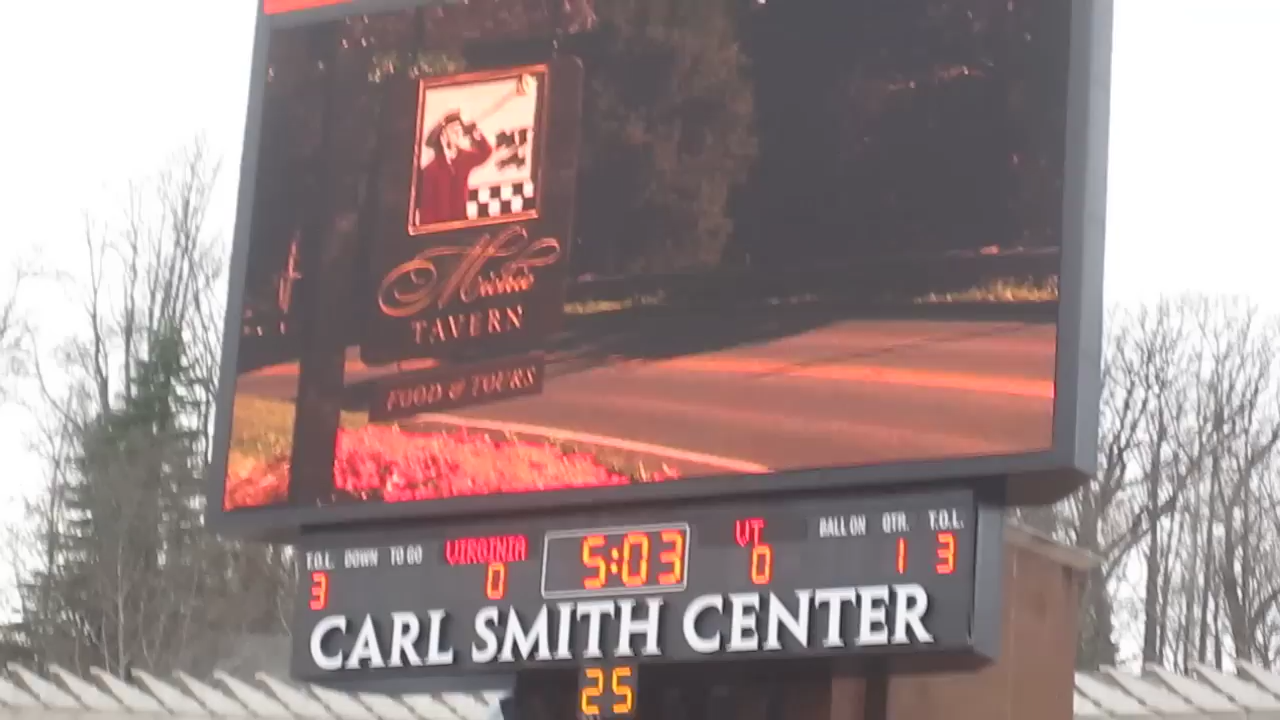 Michie
TAVERN
FOOD & TOURS
T.O.L. DOWN TO GO VIRGINIA 5:03 VT BALL ON QTR. T.O.L.
3 0 0 1 3
CARL SMITH CENTER
25